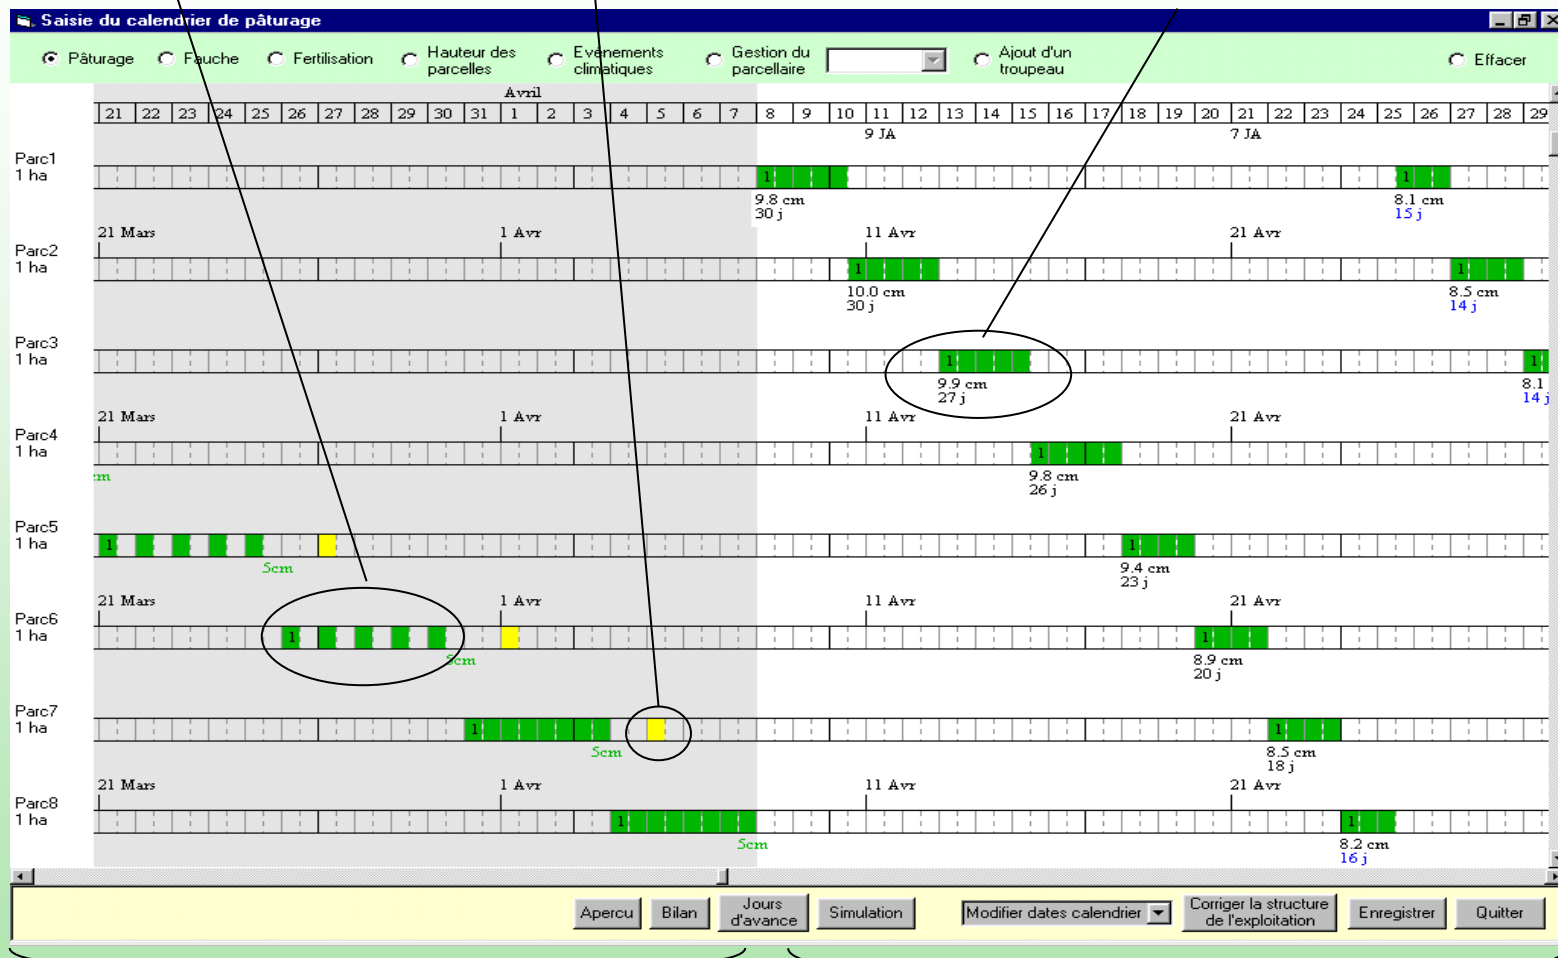 Saisie du calendrier de pâturage
Pâturage Fauche Fertilisation Hauteur des parcelles Evénements climatiques Gestion du parcellaire Ajout d'un troupeau Effacer
Avril
21 22 23 24 25 26 27 28 29 30 31 1 2 3 4 5 6 7 8 9 10 11 12 13 14 15 16 17 18 19 20 21 22 23 24 25 26 27 28 29
9 JA 7 JA
Parc1
1 ha 1 1
9.8 cm 8.1 cm
30 j 15 j
21 Mars 1 Avr 11 Avr 21 Avr
Parc2
1 ha 1 1
10.0 cm 8.5 cm
30 j 14 j
Parc3
1 ha 1 1
9.9 cm 8.1
27 j 14 j
21 Mars 1 Avr 11 Avr 21 Avr
Parc4
1 ha 1
cm 9.8 cm
26 j
Parc5
1 ha 1 1
5cm 9.4 cm
23 j
21 Mars 1 Avr 11 Avr 21 Avr
Parc6
1 ha 1 1
5cm 8.9 cm
20 j
Parc7
1 ha 1 1
5cm 8.5 cm
18 j
21 Mars 1 Avr 11 Avr 21 Avr
Parc8
1 ha 1 1
5cm 8.2 cm
16 j
Apercu Bilan Jours d'avance Simulation Modifier dates calendrier Corriger la structure de l'exploitation Enregistrer Quitter